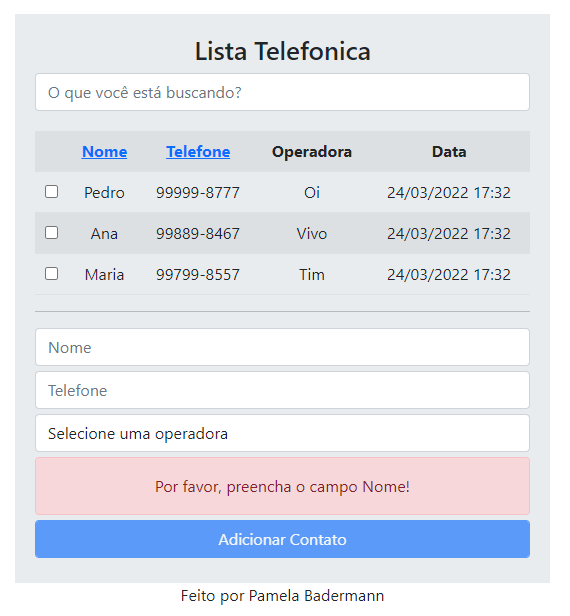 Lista Telefonica
O que você está buscando?
Nome Telefone Operadora Data
Pedro 99999-8777 Oi 24/03/2022 17:32
Ana 99889-8467 Vivo 24/03/2022 17:32
Maria 99799-8557 Tim 24/03/2022 17:32
Nome
Telefone
Selecione uma operadora
Por favor, preencha o campo Nome!
Adicionar Contato
Feito por Pamela Badermann